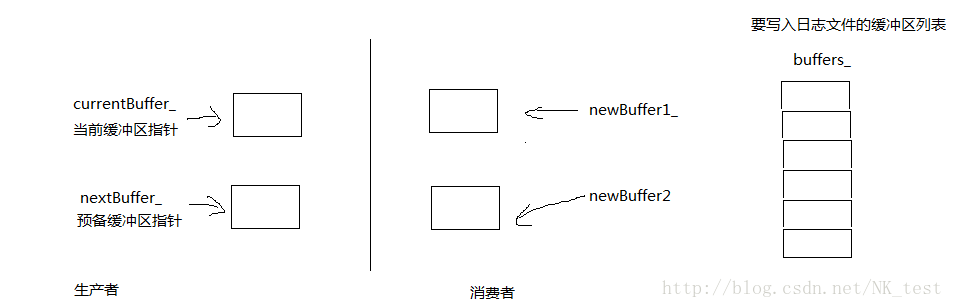 要写入日志文件的缓冲区列表
buffers_
currentBuffer_
当前缓冲区指针
newBuffer1_
nextBuffer_
预备缓冲区指针
newBuffer2
生产者
消费者
http://blog.csdn.net/NK_test